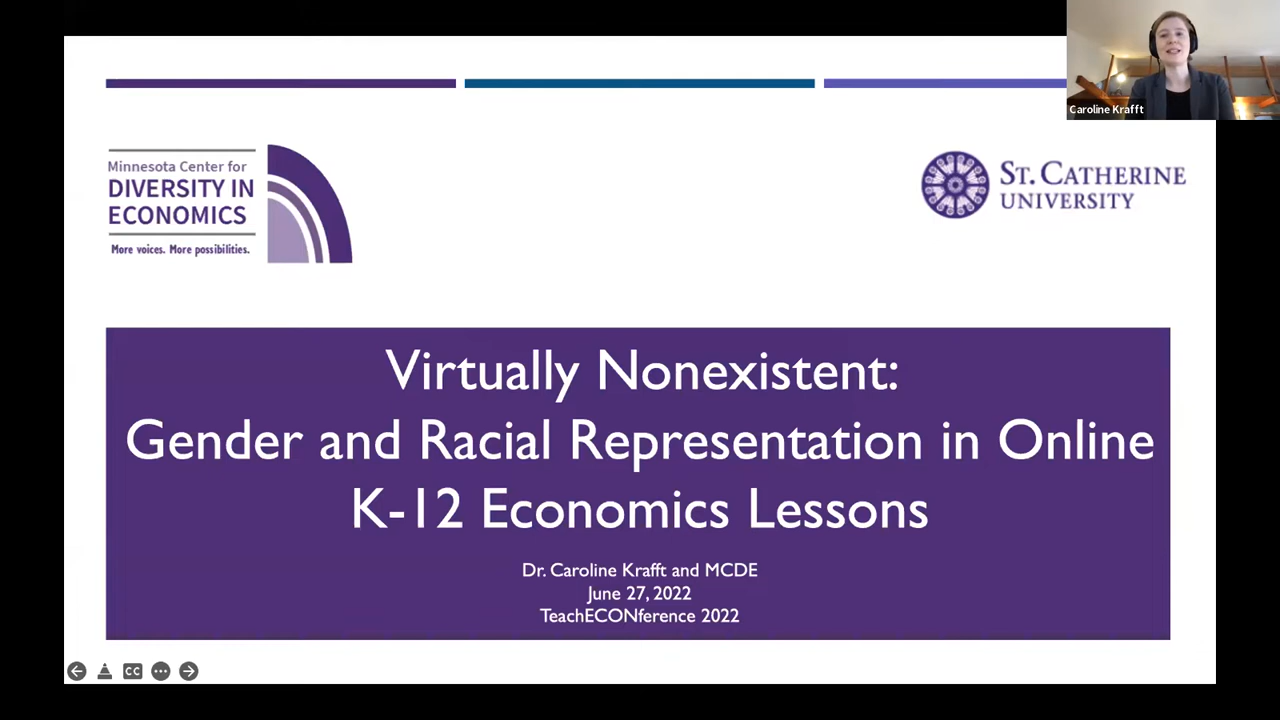 Caroline Krafft
Minnesota Center for
DIVERSITY IN
ECONOMICS
More voices. More possibilities.
ST. CATHERINE
UNIVERSITY
Virtually Nonexistent:
Gender and Racial Representation in Online
K-12 Economics Lessons
Dr. Caroline Krafft and MCDE
June 27, 2022
TeachECONference 2022
CC